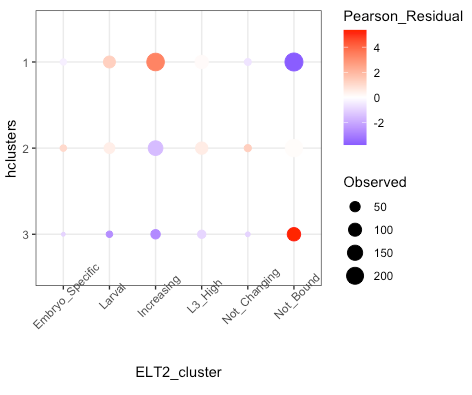 hclusters
1
2
3
Embryo_Specific
Larval
Increasing
L3_High
Not_Changing
Not_Bound
ELT2_cluster
Pearson_Residual
4
2
0
-2
Observed
50
100
150
200